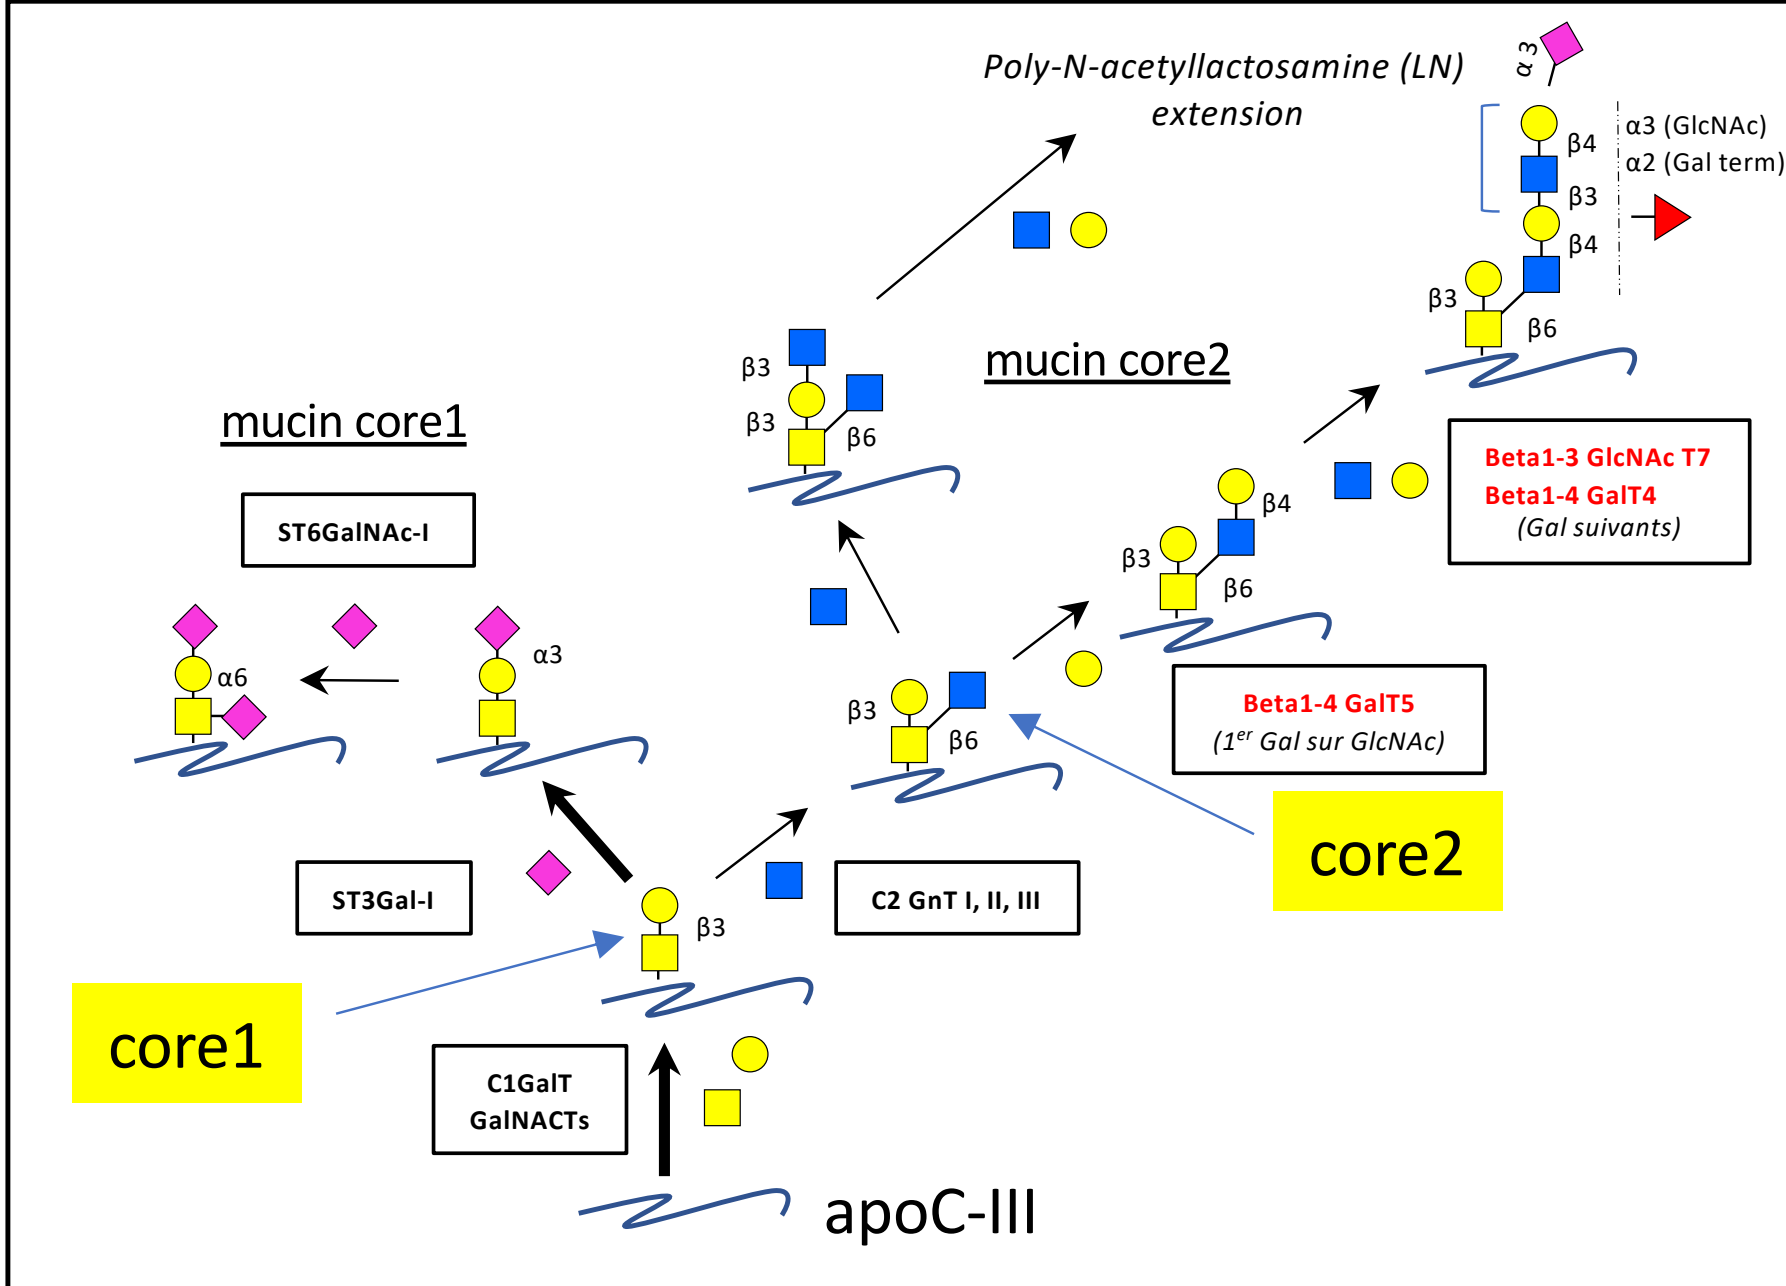 Poly-N-acetyllactosamine (LN)
extension
α 3
β4
β3
β4
α3 (GlcNAc)
α2 (Gal term)
β3
β6
mucin core2
β3
β3
β6
mucin core1
ST6GalNAc-I
Beta1-3 GlcNAc T7
Beta1-4 GalT4
(Gal suivants)
β4
β3
β6
α6
α3
β3
β6
Beta1-4 GalT5
(1er Gal sur GlcNAc)
core2
ST3Gal-I
C2 GnT I, II, III
β3
core1
C1GalT
GalNACTs
apoC-III